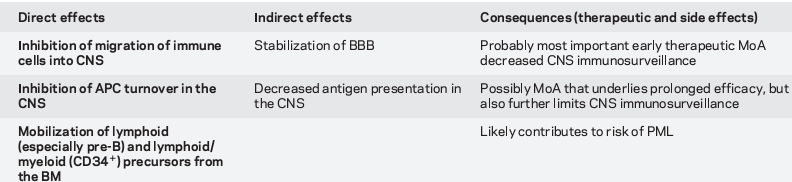 Direct effects Indirect effects Consequences (therapeutic and side effects)
Inhibition of migration of immune Stabilization of BBB Probably most important early therapeutic MoA
cells into CNS decreased CNS immunosurveillance
Inhibition of APC turnover in the Decreased antigen presentation in Possibly MoA that underlies prolonged efficacy, but
CNS the CNS also further limits CNS immunosurveillance
Mobilization of lymphoid Likely contributes to risk of PML
(especially pre-B) and lymphoid/
myeloid (CD34⁺) precursors from
the BM